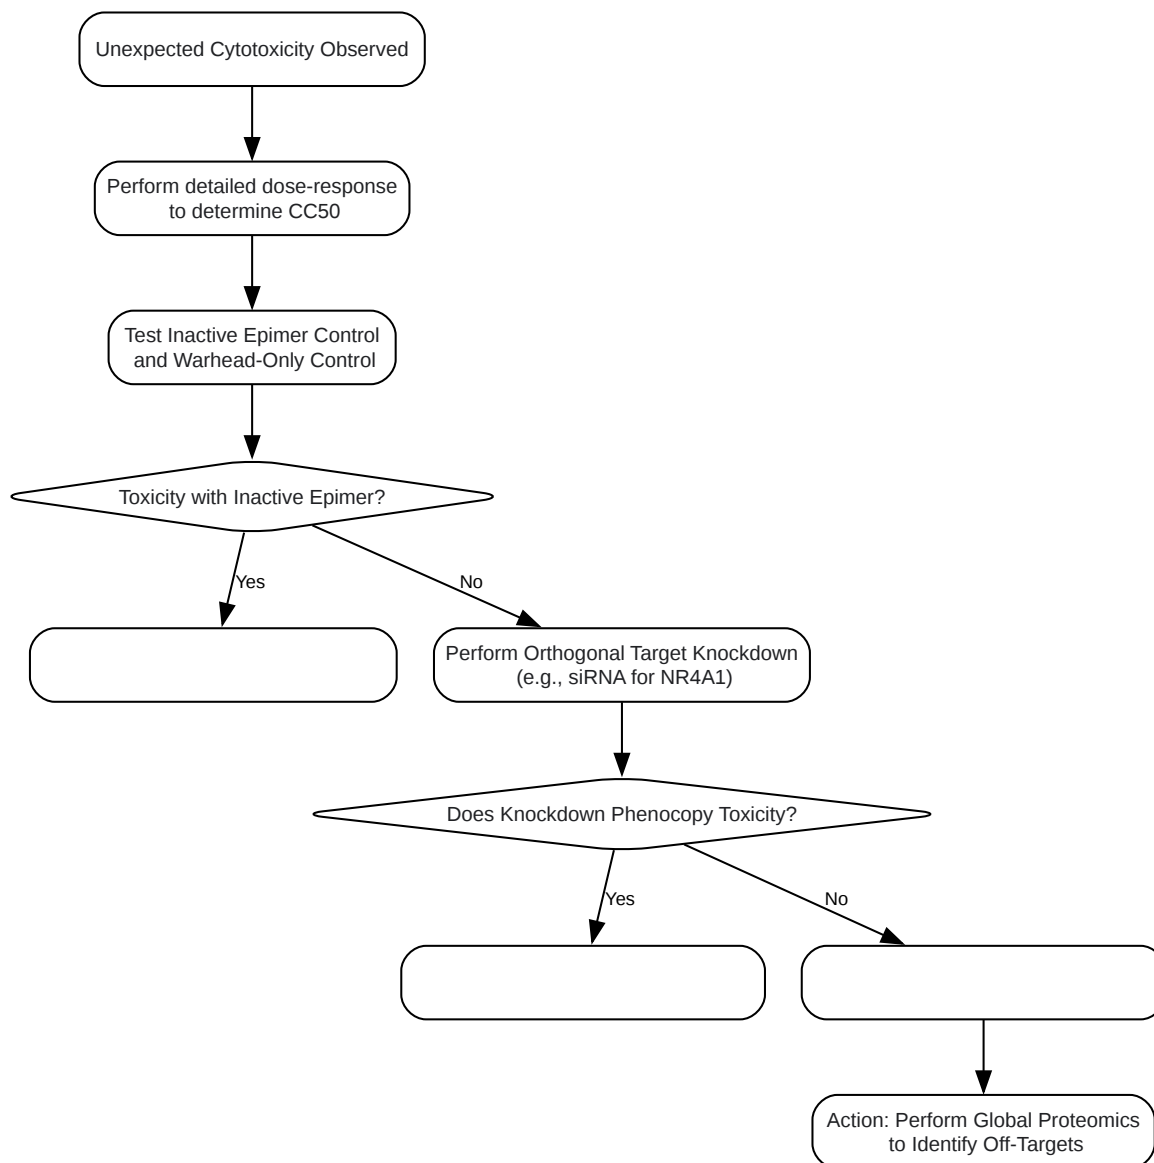 Unexpected Cytotoxicity Observed
Perform detailed dose-response
to determine CC50
Test Inactive Epimer Control
and Warhead-Only Control
Toxicity with Inactive Epimer?
Yes
No
Perform Orthogonal Target Knockdown
(e.g., siRNA for NR4A1)
Does Knockdown Phenocopy Toxicity?
Yes
No
Action: Perform Global Proteomics
to Identify Off-Targets